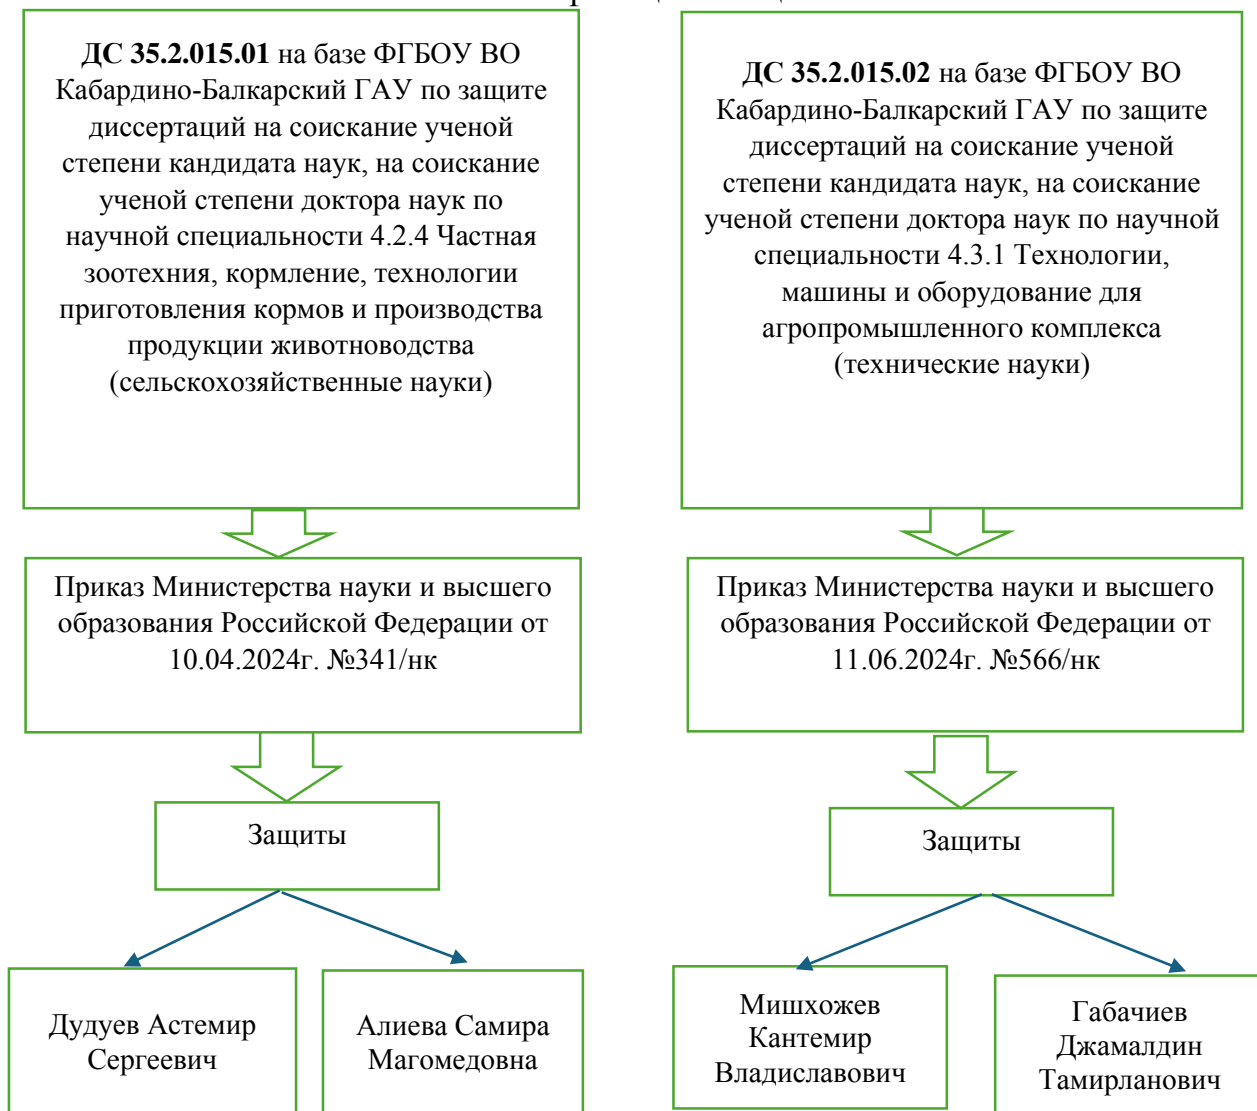 ДС 35.2.015.01 на базе ФГБОУ ВО
Кабардино-Балкарский ГАУ по защите
диссертаций на соискание ученой
степени кандидата наук, на соискание
ученой степени доктора наук по
научной специальности 4.2.4 Частная
зоотехния, кормление, технологии
приготовления кормов и производства
продукции животноводства
(сельскохозяйственные науки)
ДС 35.2.015.02 на базе ФГБОУ ВО
Кабардино-Балкарский ГАУ по защите
диссертаций на соискание ученой
степени кандидата наук, на соискание
ученой степени доктора наук по научной
специальности 4.3.1 Технологии,
машины и оборудование для
агропромышленного комплекса
(технические науки)
Приказ Министерства науки и высшего
образования Российской Федерации от
10.04.2024г. №341/нк
Приказ Министерства науки и высшего
образования Российской Федерации от
11.06.2024г. №566/нк
Защиты
Защиты
Дудуев Астемир
Сергеевич
Алиева Самира
Магомедовна
Мишхожев
Кантемир
Владиславович
Габачиев
Джамалдин
Тамирланович